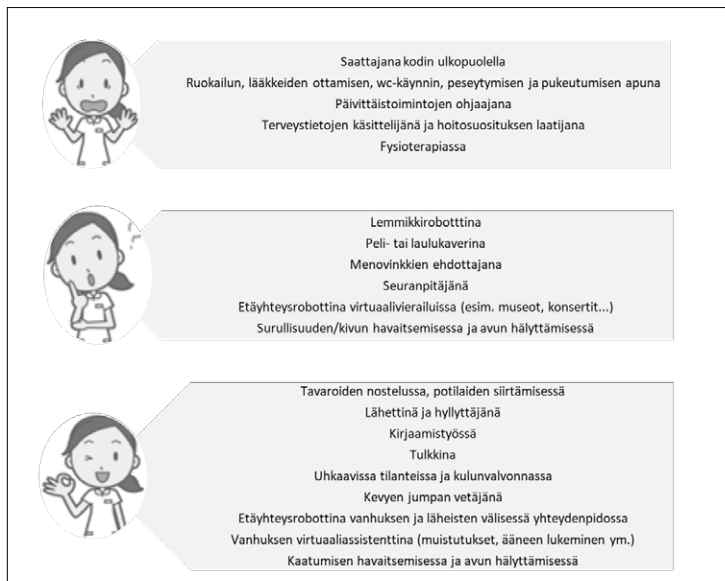 Saattajana kodin ulkopuolella
Ruokailun, lääkkeiden ottamisen, wc-käynnin, peseytymisen ja pukeutumisen apuna
Päivittäistoimintojen ohjaajana
Terveystietojen käsittelijänä ja hoitosuosituksen laatijana
Fysioterapiassa
Lemmikkirobotttina
Peli- tai laulukaverina
Menovinkkien ehdottajana
Seuranpitäjänä
Etäyhteysrobottina virtuaalivierailuissa (esim. museot, konsertit...)
Surullisuuden/kivun havaitsemisessa ja avun hälyttämisessä
Tavaroiden nostelussa, potilaiden siirtämisessä
Lähettinä ja hyllyttäjänä
Kirjaamistyössä
Tulkkina
Uhkaavissa tilanteissa ja kulunvalvonnassa
Kevyen jumpan vetäjänä
Etäyhteysrobottina vanhuksen ja läheisten välisessä yhteydenpidossa
Vanhuksen virtuaaliassistenttina (muistutukset, ääneen lukeminen ym.)
Kaatumisen havaitsemisessa ja avun hälyttämisessä